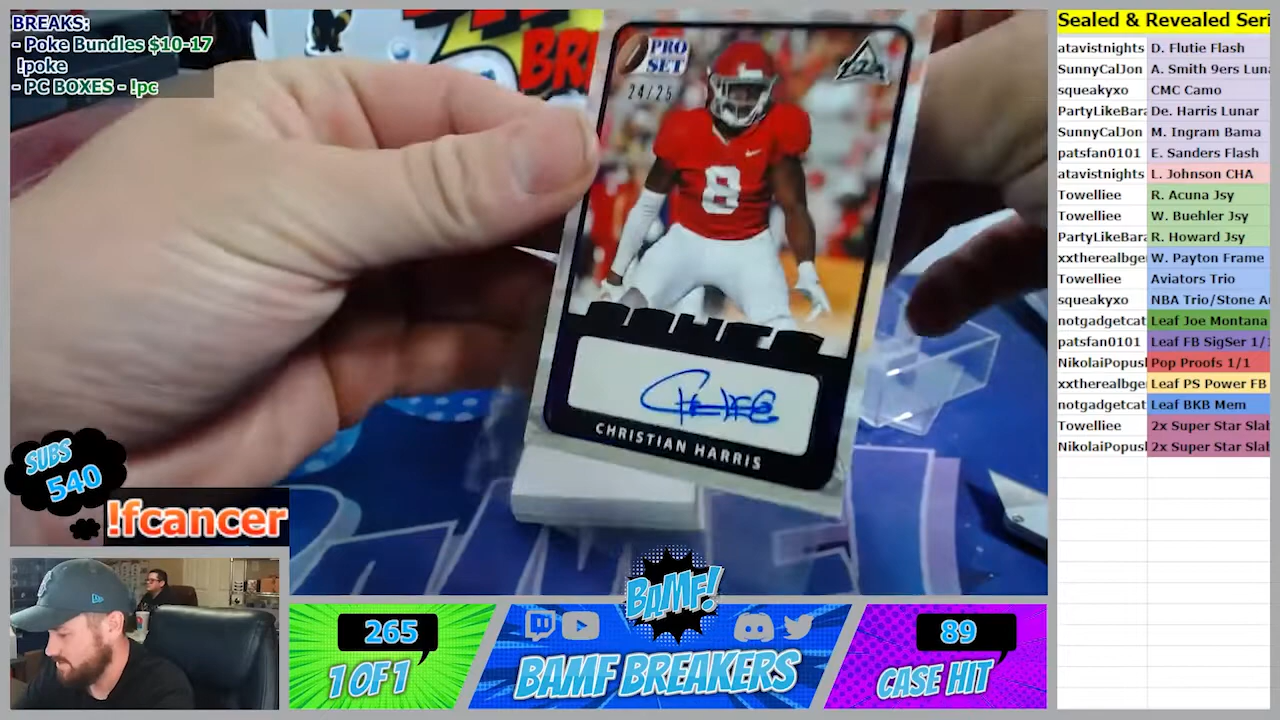 BREAKS:
- Poke Bundles $10-17
!poke
- PC BOXES - !pc
BR
PRO
SET
24/25
8
POWER
CHRISTIAN HARRIS
SUBS
540
!fcancer
265
1 OF 1
BAMF!
BAMF BREAKERS
89
CASE HIT
Sealed & Revealed Seri
atavistnights D. Flutie Flash
SunnyCalJon A. Smith 9ers Luna
squeakyxo CMC Camo
PartyLikeBara De. Harris Lunar
SunnyCalJon M. Ingram Bama
patsfan0101 E. Sanders Flash
atavistnights L. Johnson CHA
Towelliee R. Acuna Jsy
Towelliee W. Buehler Jsy
PartyLikeBara R. Howard Jsy
xxtherealbge W. Payton Frame
Towelliee Aviators Trio
squeakyxo NBA Trio/Stone A
notgadgetcat Leaf Joe Montana
patsfan0101 Leaf FB SigSer 1/
NikolaiPopusl Pop Proofs 1/1
xxtherealbge Leaf PS Power FB
notgadgetcat Leaf BKB Mem
Towelliee 2x Super Star Slab
NikolaiPopusl 2x Super Star Slab